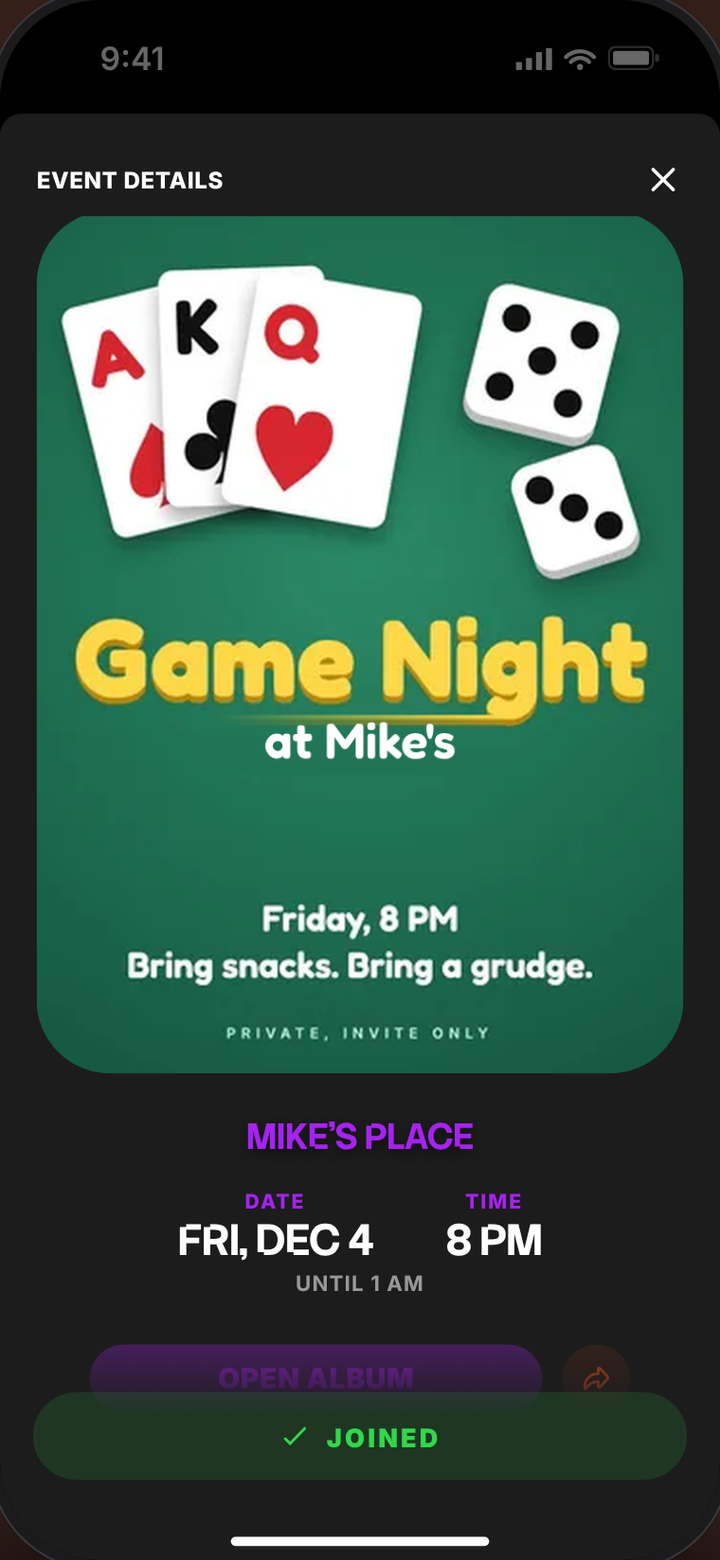 9:41
EVENT DETAILS
A K Q
Game Night
at Mike's
Friday, 8 PM
Bring snacks. Bring a grudge.
PRIVATE, INVITE ONLY
MIKE’S PLACE
DATE TIME
FRI, DEC 4 8 PM
UNTIL 1 AM
OPEN ALBUM
JOINED